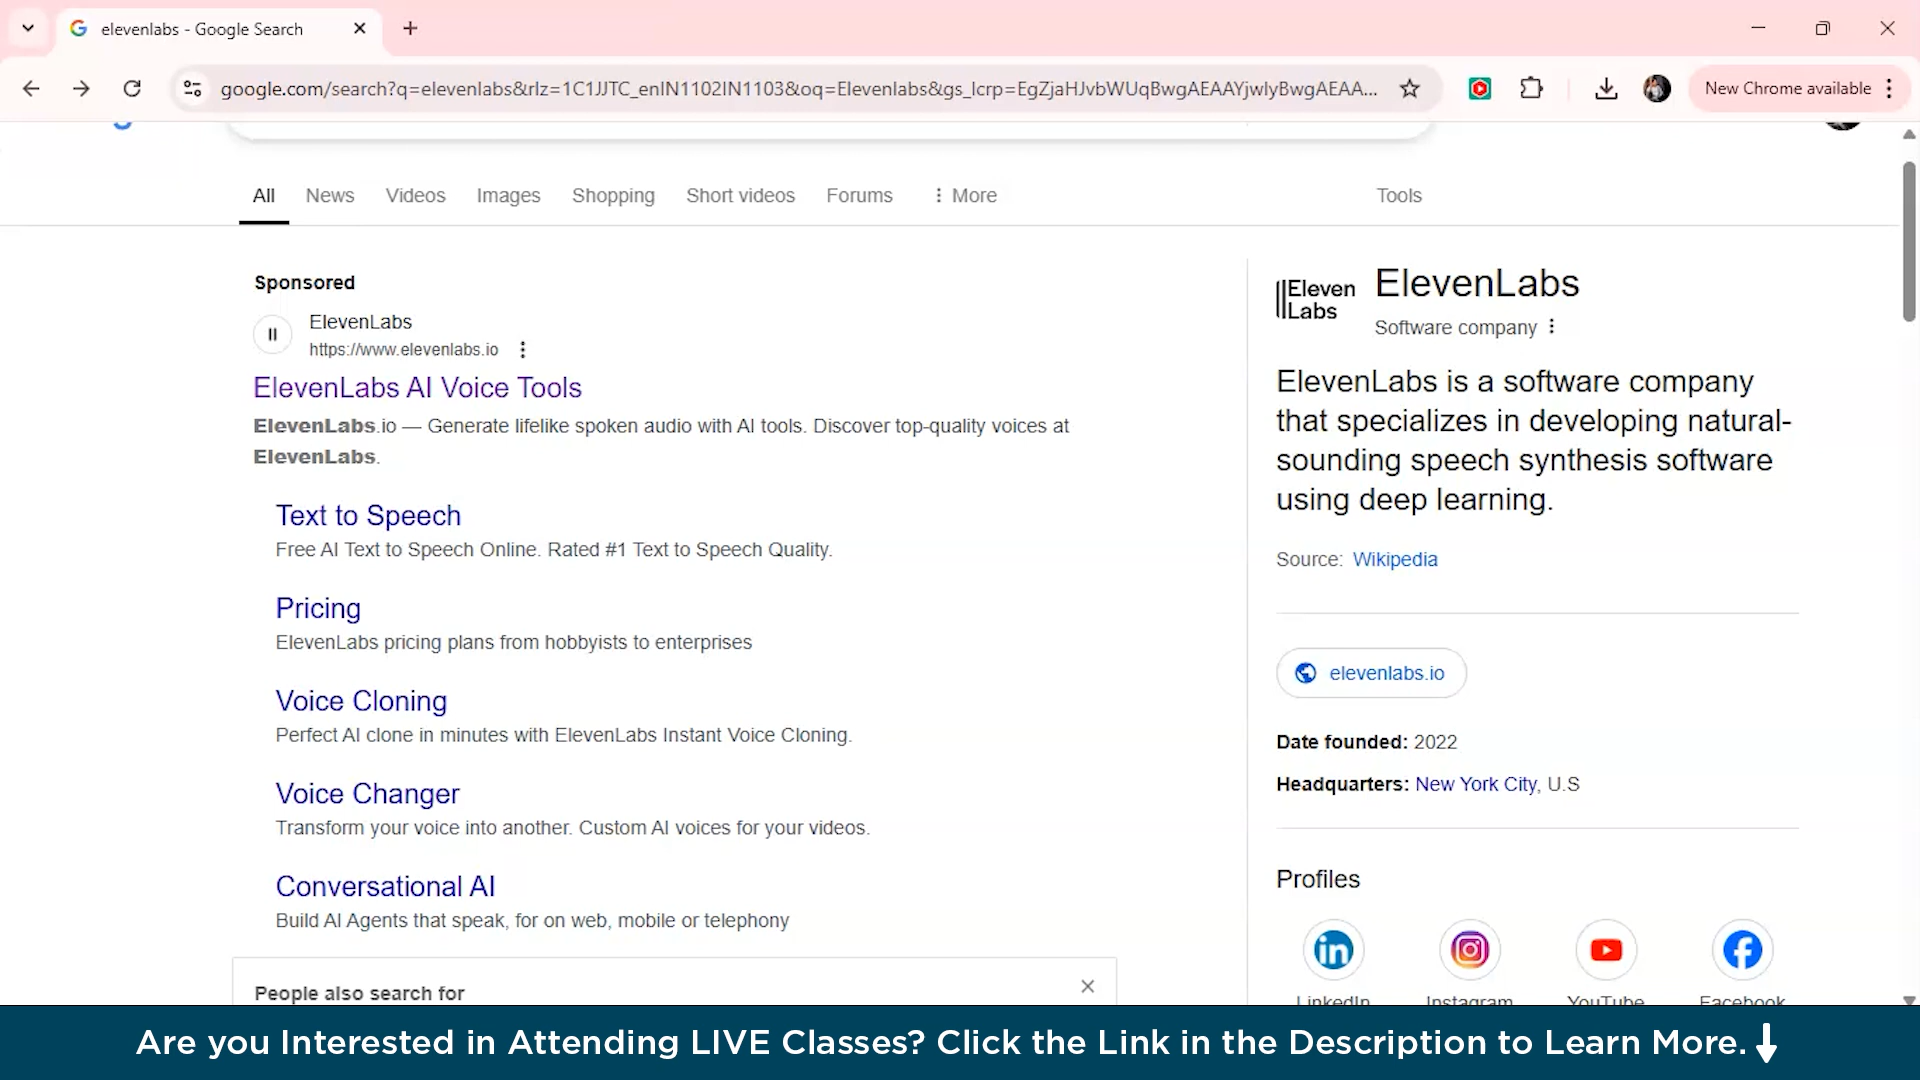 elevenlabs - Google Search
google.com/search?q=elevenlabs&rlz=1C1JJTC_enIN1102IN1103&oq=Elevenlabs&gs_lcrp=EgZjaHJvbWUqBwgAEAAYjwIyBwgAEAA...
New Chrome available
All
News
Videos
Images
Shopping
Short videos
Forums
More
Tools
Sponsored
ElevenLabs
https://www.elevenlabs.io
ElevenLabs AI Voice Tools
ElevenLabs.io — Generate lifelike spoken audio with AI tools. Discover top-quality voices at
ElevenLabs.
Text to Speech
Free AI Text to Speech Online. Rated #1 Text to Speech Quality.
Pricing
ElevenLabs pricing plans from hobbyists to enterprises
Voice Cloning
Perfect AI clone in minutes with ElevenLabs Instant Voice Cloning.
Voice Changer
Transform your voice into another. Custom AI voices for your videos.
Conversational AI
Build AI Agents that speak, for on web, mobile or telephony
People also search for
Eleven
Labs
ElevenLabs
Software company
ElevenLabs is a software company
that specializes in developing natural-
sounding speech synthesis software
using deep learning.
Source: Wikipedia
elevenlabs.io
Date founded: 2022
Headquarters: New York City, U.S
Profiles
LinkedIn
Instagram
YouTube
Facebook
Are you Interested in Attending LIVE Classes? Click the Link in the Description to Learn More.